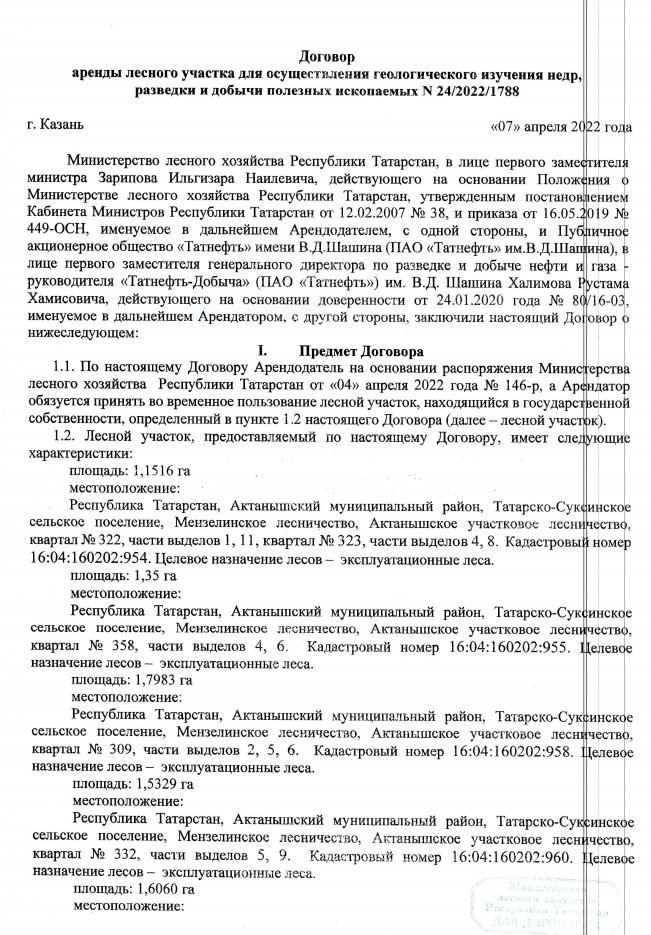 Договор
аренды лесного участка для осуществления геологического изучения недр,
разведки и добычи полезных ископаемых N 24/2022/1788
г. Казань «07» апреля 2022 года
Министерство лесного хозяйства Республики Татарстан, в лице первого заместителя
министра Зарипова Ильгизара Наилевича, действующего на основании Положения о
Министерстве лесного хозяйства Республики Татарстан, утвержденным постановлением
Кабинета Министров Республики Татарстан от 12.02.2007 № 38, и приказа от 16.05.2019 №
449-ОСН, именуемое в дальнейшем Арендодателем, с одной стороны, и Публичное
акционерное общество «Татнефть» имени В.Д.Шашина (ПАО «Татнефть» им.В.Д.Шашина), в
лице первого заместителя генерального директора по разведке и добыче нефти и газа -
руководителя «Татнефть-Добыча» (ПАО «Татнефть») им. В.Д. Шашина Халимова Рустама
Хамисовича, действующего на основании доверенности от 24.01.2020 года № 80/16-03,
именуемое в дальнейшем Арендатором, с другой стороны, заключили настоящий Договор о
нижеследующем:
I. Предмет Договора
1.1. По настоящему Договору Арендодатель на основании распоряжения Министерства
лесного хозяйства Республики Татарстан от «04» апреля 2022 года № 146-р, а Арендатор
обязуется принять во временное пользование лесной участок, находящийся в государственной
собственности, определенный в пункте 1.2 настоящего Договора (далее – лесной участок).
1.2. Лесной участок, предоставляемый по настоящему Договору, имеет следующие
характеристики:
площадь: 1,1516 га
местоположение:
Республика Татарстан, Актанышский муниципальный район, Татарско-Суксинское
сельское поселение, Мензелинское лесничество, Актанышское участковое лесничество,
квартал № 322, части выделов 1, 11, квартал № 323, части выделов 4, 8. Кадастровый номер
16:04:160202:954. Целевое назначение лесов – эксплуатационные леса.
площадь: 1,35 га
местоположение:
Республика Татарстан, Актанышский муниципальный район, Татарско-Суксинское
сельское поселение, Мензелинское лесничество, Актанышское участковое лесничество,
квартал № 358, части выделов 4, 6. Кадастровый номер 16:04:160202:955. Целевое
назначение лесов – эксплуатационные леса.
площадь: 1,7983 га
местоположение:
Республика Татарстан, Актанышский муниципальный район, Татарско-Суксинское
сельское поселение, Мензелинское лесничество, Актанышское участковое лесничество,
квартал № 309, части выделов 2, 5, 6. Кадастровый номер 16:04:160202:958. Целевое
назначение лесов – эксплуатационные леса.
площадь: 1,5329 га
местоположение:
Республика Татарстан, Актанышский муниципальный район, Татарско-Суксинское
сельское поселение, Мензелинское лесничество, Актанышское участковое лесничество,
квартал № 332, части выделов 5, 9. Кадастровый номер 16:04:160202:960. Целевое
назначение лесов – эксплуатационные леса.
площадь: 1,6060 га
местоположение:
Министерство
лесного хозяйства
Республики Татарстан
ДЛЯ ДОГОВОРОВ